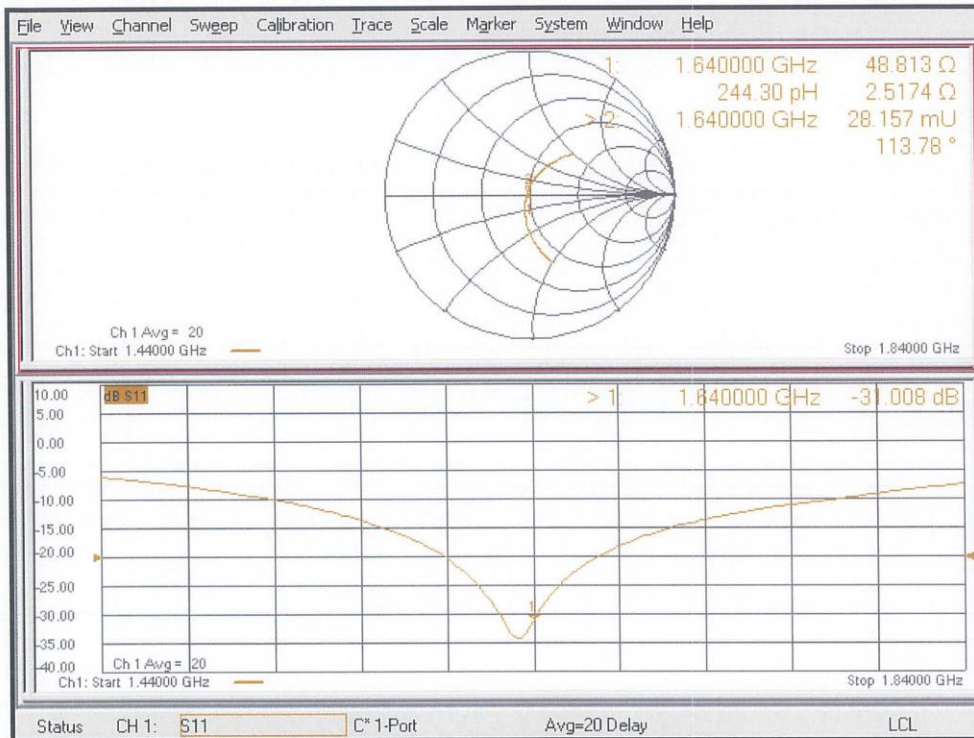 File View Channel Sweep Calibration Trace Scale Marker System Window Help
1: 1.640000 GHz 48.813 Ω
244.30 pH 2.5174 Ω
> 2: 1.640000 GHz 28.157 mU
113.78 °
Ch 1 Avg = 20
Ch1: Start 1.44000 GHz
Stop 1.84000 GHz
10.00
dB S11
> 1: 1.640000 GHz -31.008 dB
5.00
0.00
-5.00
-10.00
-15.00
-20.00
-25.00
-30.00
1
-35.00
-40.00
Ch 1 Avg = 20
Ch1: Start 1.44000 GHz
Stop 1.84000 GHz
Status CH 1: S11 C* 1-Port Avg=20 Delay LCL